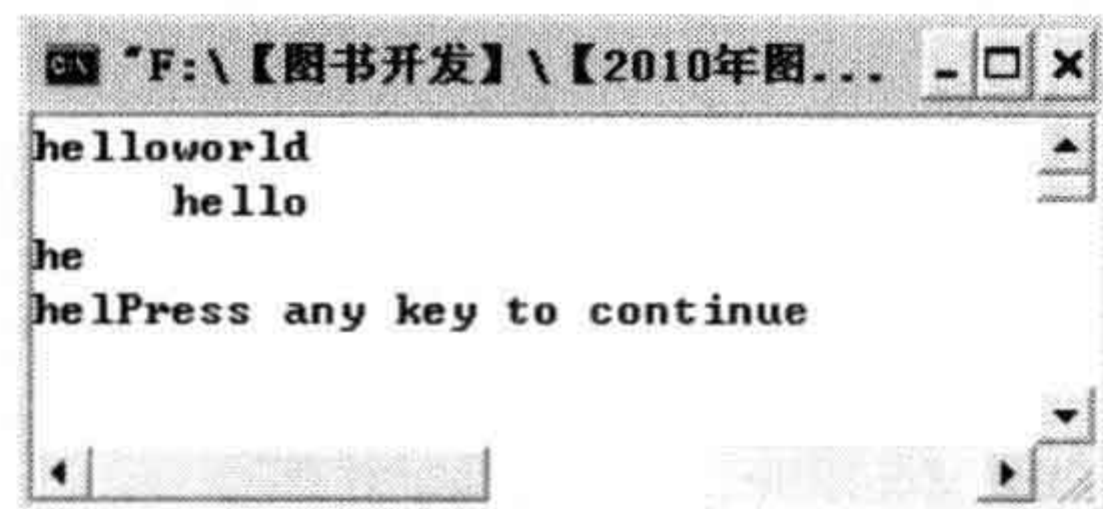 "F:\【图书开发】\【2010年图...
helloworld
     hello
he
helPress any key to continue